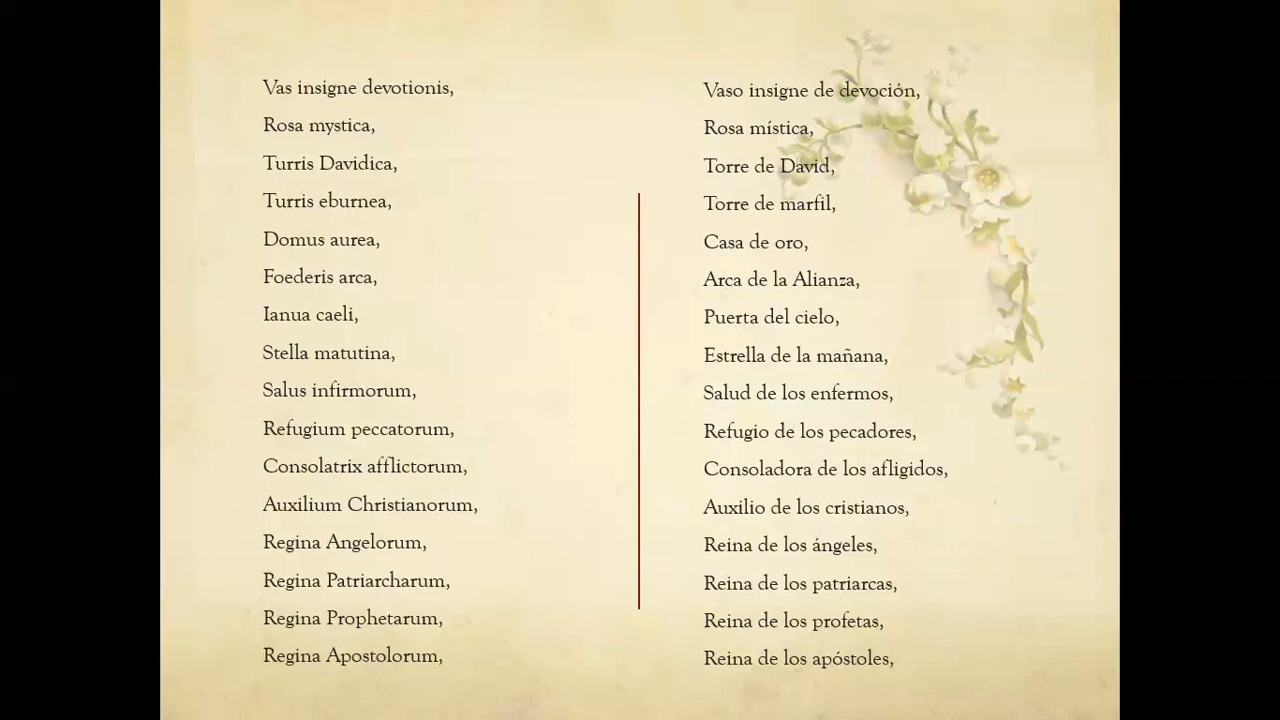 Vas insigne devotionis,
Rosa mystica,
Turris Davidica,
Turris eburnea,
Domus aurea,
Foederis arca,
Ianua caeli,
Stella matutina,
Salus infirmorum,
Refugium peccatorum,
Consolatrix afflictorum,
Auxilium Christianorum,
Regina Angelorum,
Regina Patriarcharum,
Regina Prophetarum,
Regina Apostolorum,
Vaso insigne de devoción,
Rosa mística,
Torre de David,
Torre de marfil,
Casa de oro,
Arca de la Alianza,
Puerta del cielo,
Estrella de la mañana,
Salud de los enfermos,
Refugio de los pecadores,
Consoladora de los afligidos,
Auxilio de los cristianos,
Reina de los ángeles,
Reina de los patriarcas,
Reina de los profetas,
Reina de los apóstoles,